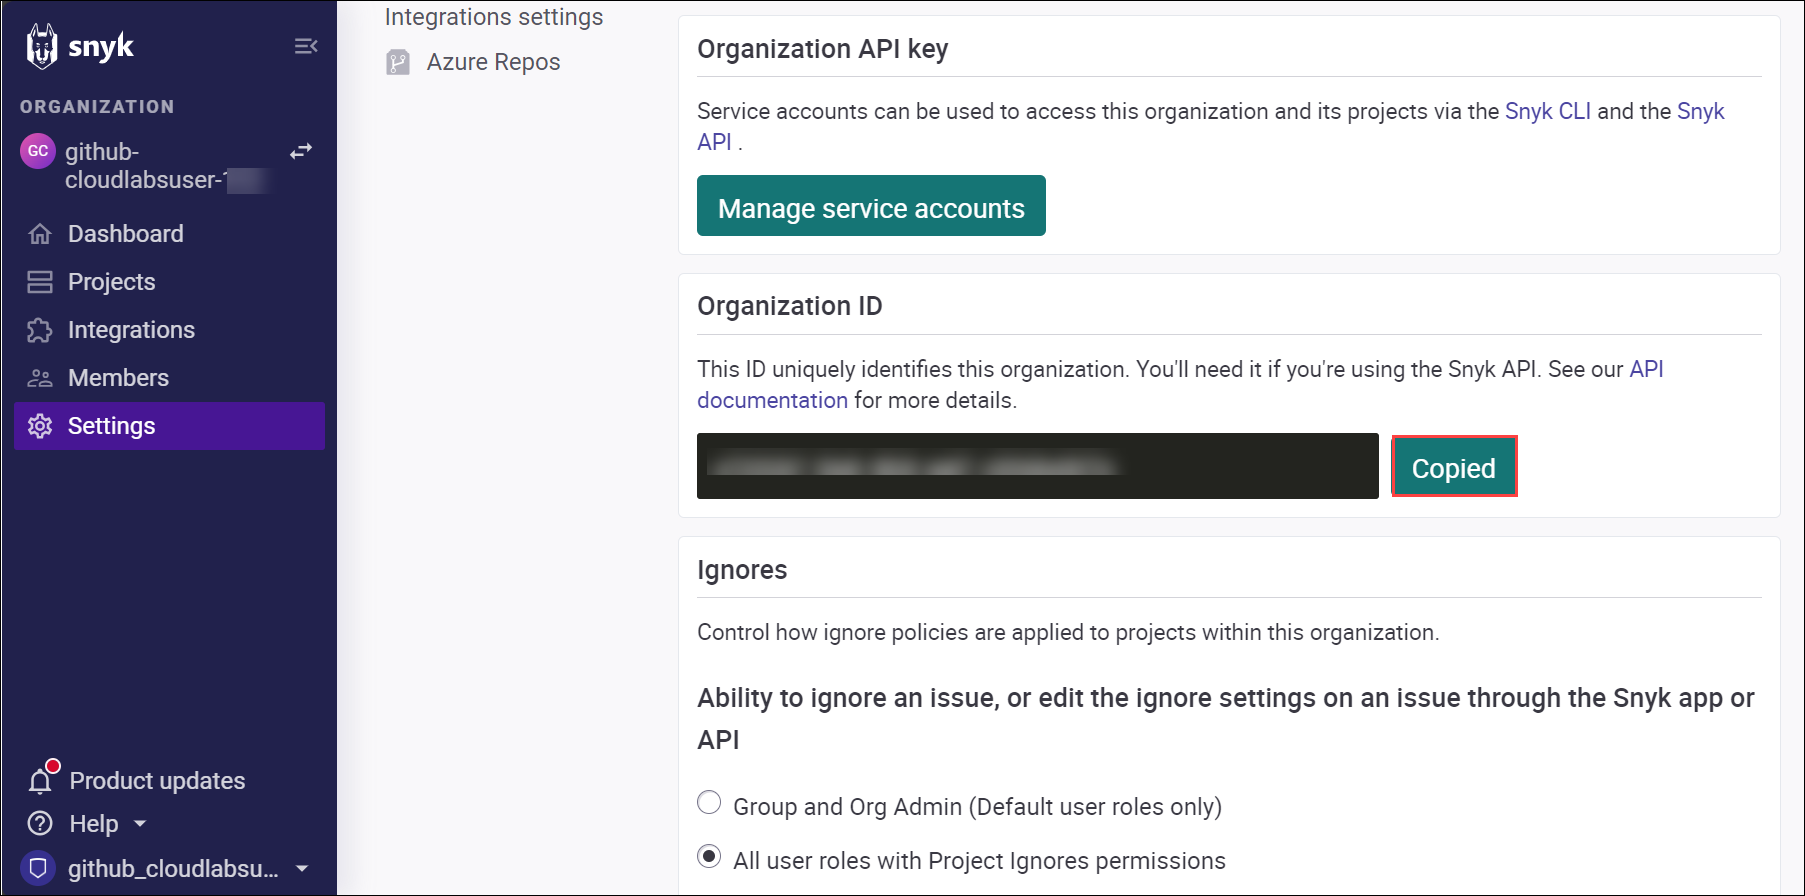 snyk
ORGANIZATION
GC
github-
cloudlabsuser-
Dashboard
Projects
Integrations
Members
Settings
Product updates
Help
github_cloudlabsu...
Integrations settings
Azure Repos
Organization API key
Service accounts can be used to access this organization and its projects via the Snyk CLI and the Snyk
API .
Manage service accounts
Organization ID
This ID uniquely identifies this organization. You'll need it if you're using the Snyk API. See our API
documentation for more details.
Copied
Ignores
Control how ignore policies are applied to projects within this organization.
Ability to ignore an issue, or edit the ignore settings on an issue through the Snyk app or
API
Group and Org Admin (Default user roles only)
All user roles with Project Ignores permissions